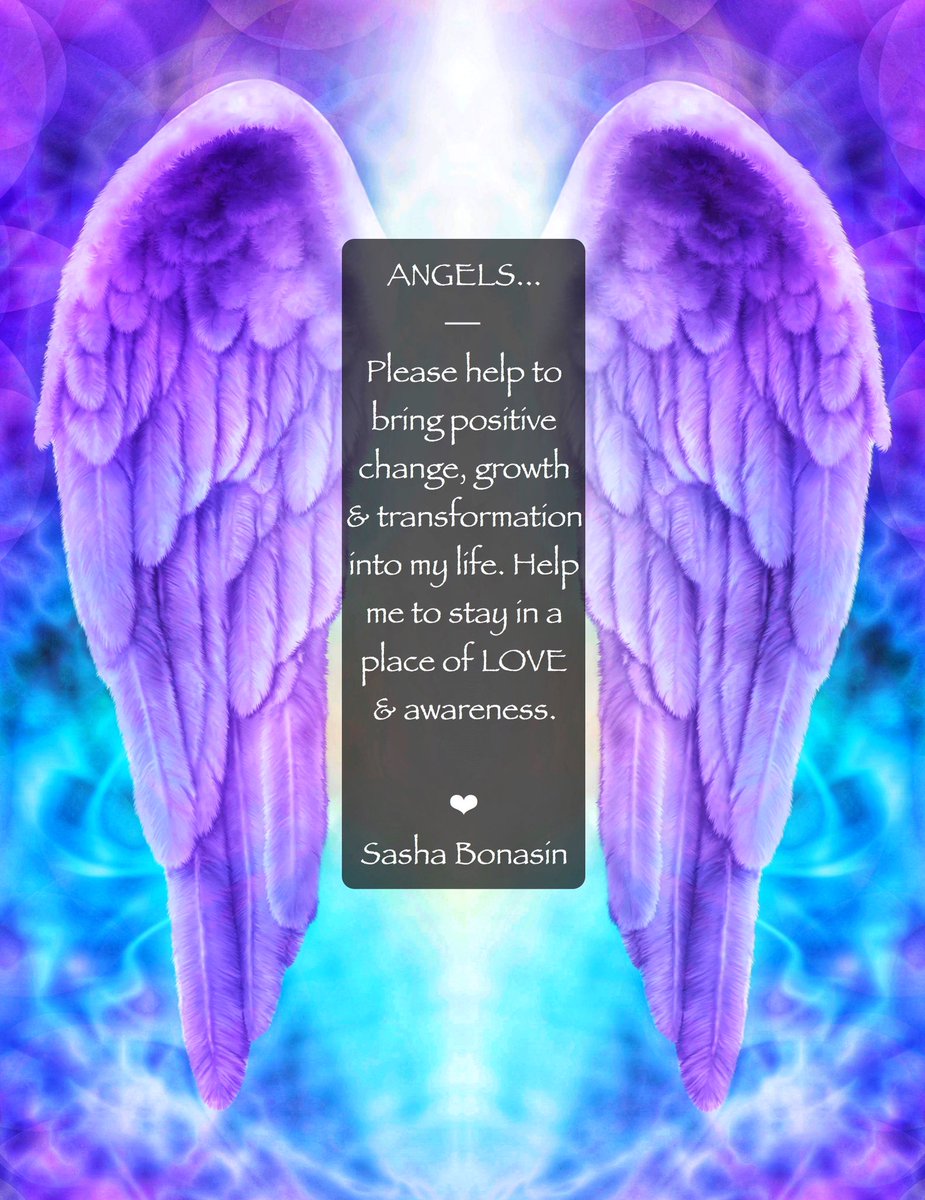 ANGELS...
—
Please help to
bring positive
change, growth
& transformation
into my life. Help
me to stay in a
place of LOVE
& awareness.
❤
Sasha Bonasin